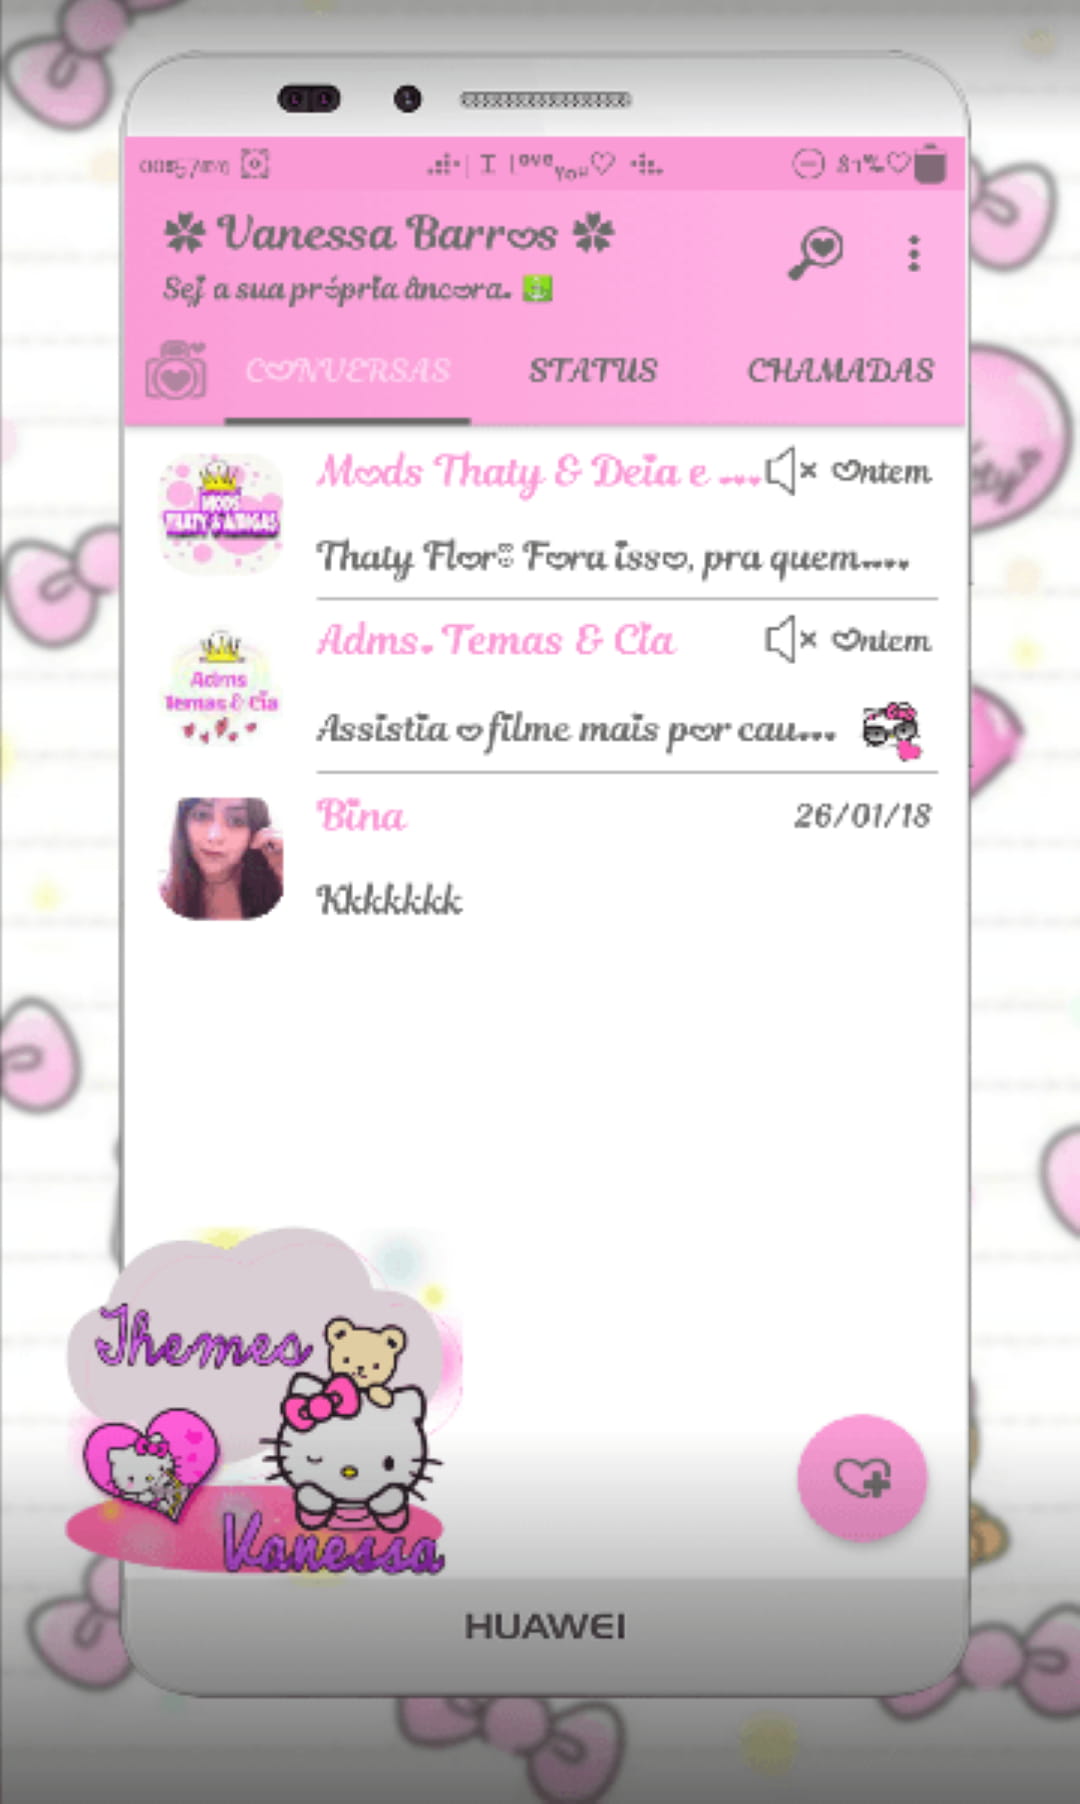 I love you♡ 81%
Vanessa Barros
Sej a sua própria âncora.
CONVERSAS STATUS CHAMADAS
Mods Thaty & Deia e ... Ontem
MODS
THATY & AMIGAS
Thaty Flor: Fora isso, pra quem....
Adms. Temas & Cia Ontem
Adms
Temas & Cia
Assistia o filme mais por cau...
Bina 26/01/18
Kkkkkkk
Themes
Vanessa
HUAWEI